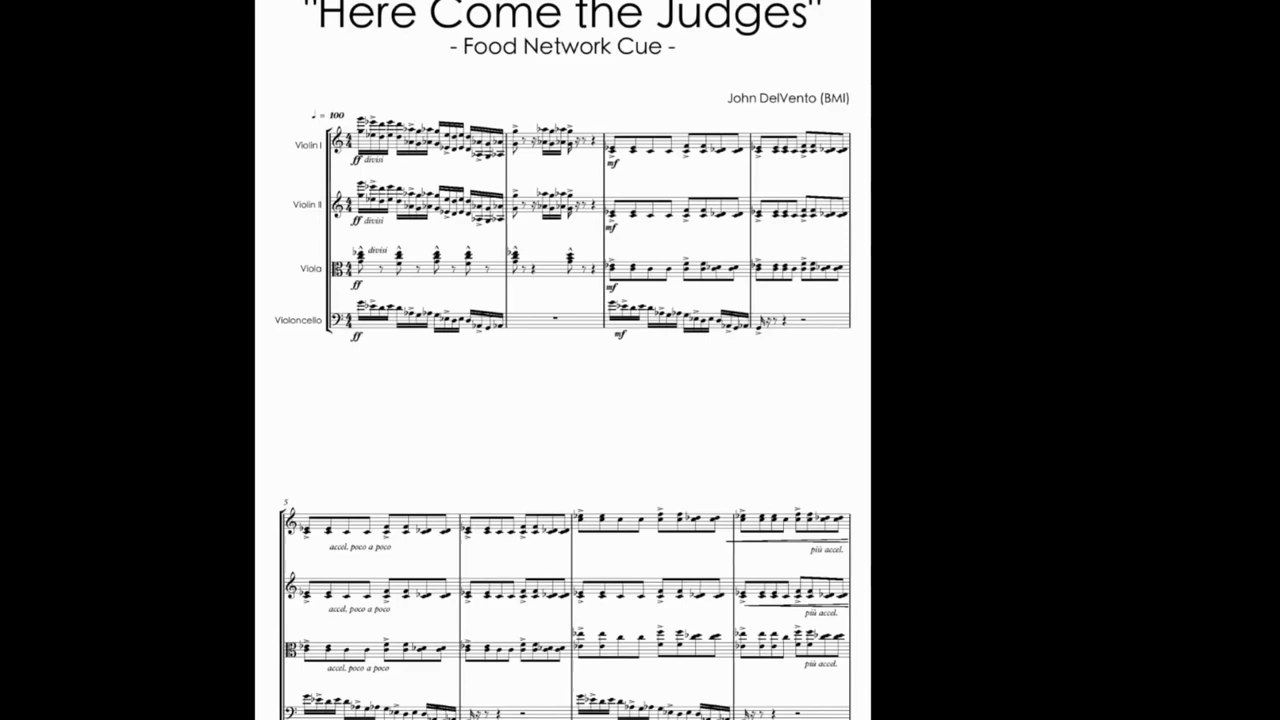 "Here Come the Judges"
- Food Network Cue -
John DelVento (BMI)
♩ = 100
Violin I
ff divisi
mf
Violin II
ff divisi
mf
divisi
Viola
ff
mf
Violoncello
ff
mf
5
accel. poco a poco
più accel.
accel. poco a poco
più accel.
accel. poco a poco
più accel.